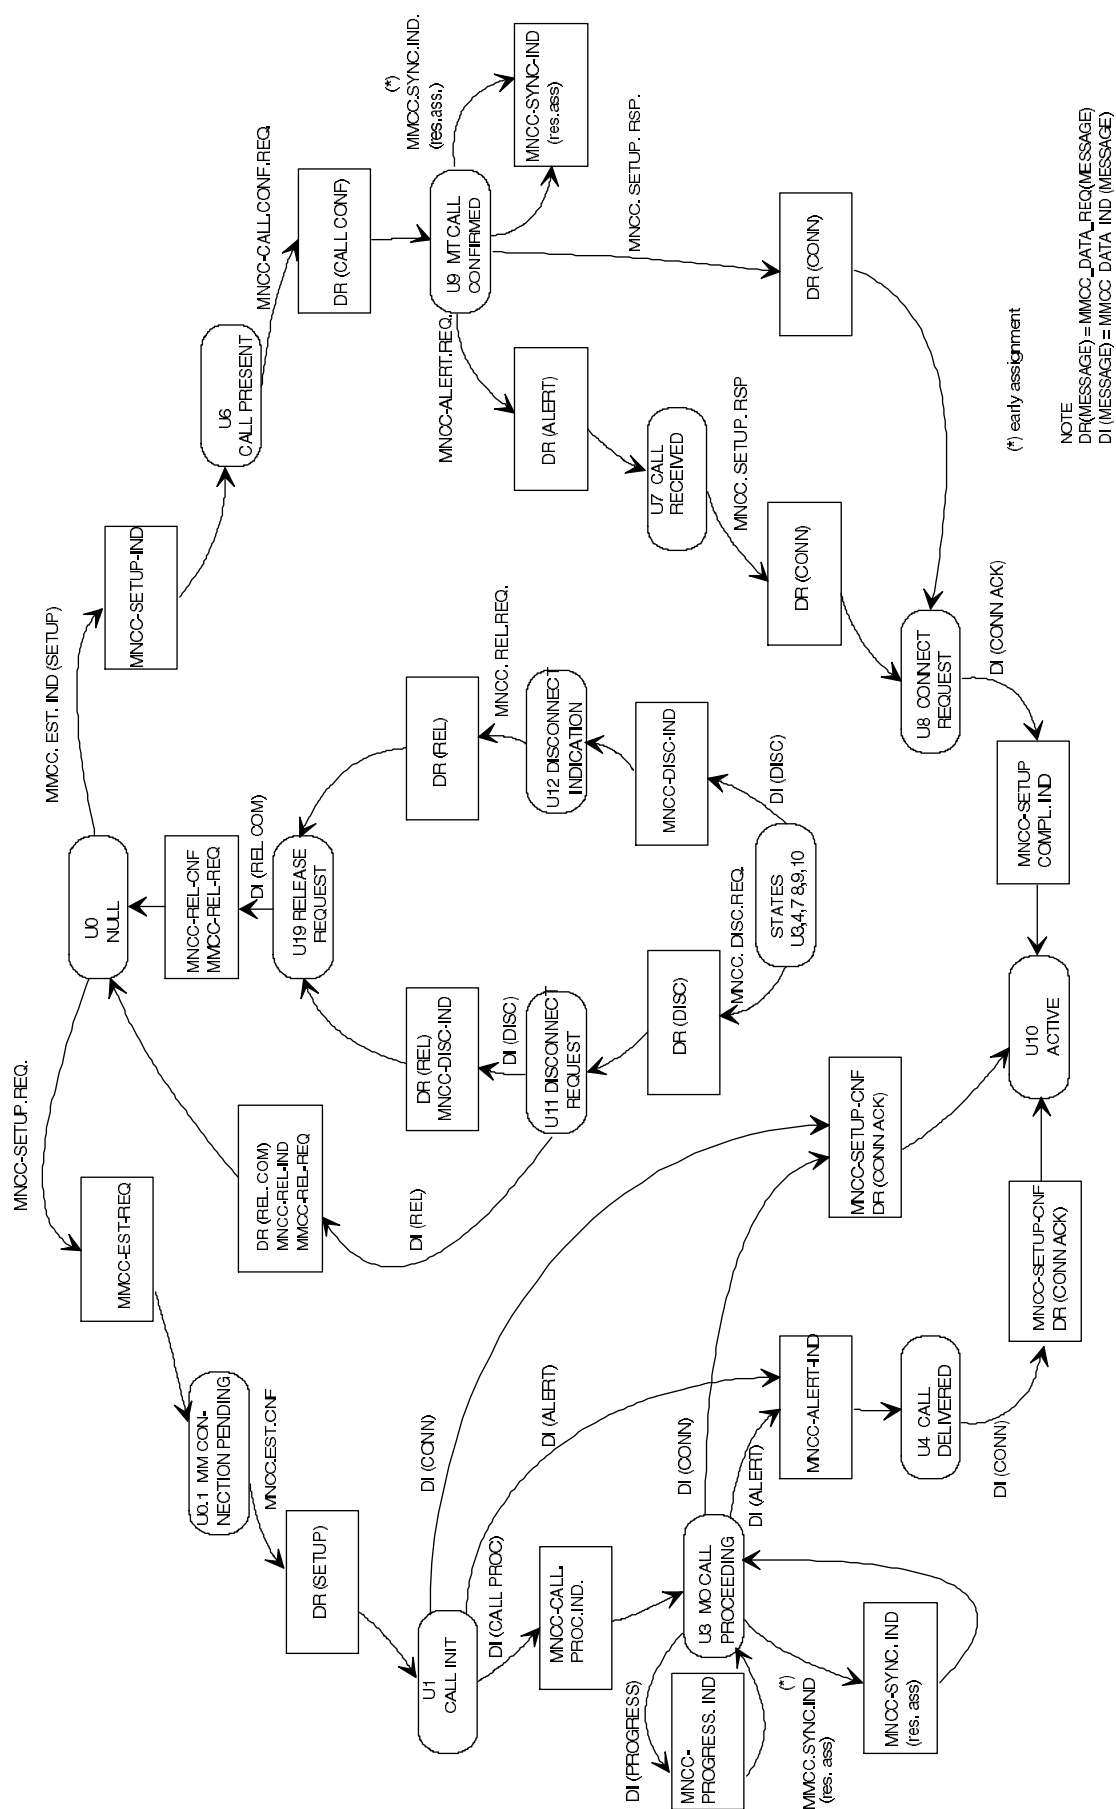 U0
NULL
MNCC-SETUP.REQ.
MMCC. EST. IND (SETUP)
MMCC-EST-REQ
MNCC-SETUP-IND
U0.1 MM CON-
NECTION PENDING
MNCC.EST.CNF
U6
CALL PRESENT
MNCC-CALL.CONF.REQ.
DR (SETUP)
DR (CALL CONF)
U1
CALL INIT
U9 MT CALL
CONFIRMED
(*)
MMCC.SYNC.IND.
(res.ass.)
MNCC-SYNC-IND
(res.ass)
MNCC-ALERT.REQ.
MNCC. SETUP. RSP.
DR (ALERT)
U7 CALL
RECEIVED
MNCC. SETUP. RSP
DR (CONN)
DR (CONN)
U8 CONNECT
REQUEST
DI (CONN ACK)
MNCC-SETUP
COMPL.IND
U10
ACTIVE
MNCC-REL-CNF
MMCC-REL-REQ
DI (REL COM)
U19 RELEASE
REQUEST
DR (REL. COM)
MNCC-REL-IND
MMCC-REL-REQ
DI (REL)
DR (REL)
MNCC-DISC-IND
DI (DISC)
U11 DISCONNECT
REQUEST
DR (REL)
MNCC. REL.REQ.
U12 DISCONNECT
INDICATION
DR (DISC)
MNCC-DISC-IND
MNCC. DISC.REQ.
DI (DISC)
STATES
U3,4,7 8,9,10
DI (CONN)
DI (ALERT)
DI (CALL PROC)
MNCC-CALL.
PROC.IND.
U3 MO CALL
PROCEEDING
DI (CONN)
DI (ALERT)
DI (PROGRESS)
MNCC-
PROGRESS. IND
(*)
MMCC.SYNC.IND
(res. ass)
MNCC-SYNC. IND
(res. ass)
MNCC-ALERT-IND
U4 CALL
DELIVERED
DI (CONN)
MNCC-SETUP-CNF
DR (CONN ACK)
MNCC-SETUP-CNF
DR (CONN ACK)
(*) early assignment
NOTE
DR(MESSAGE) = MMCC_DATA_REQ(MESSAGE)
DI (MESSAGE) = MMCC_DATA_IND (MESSAGE)